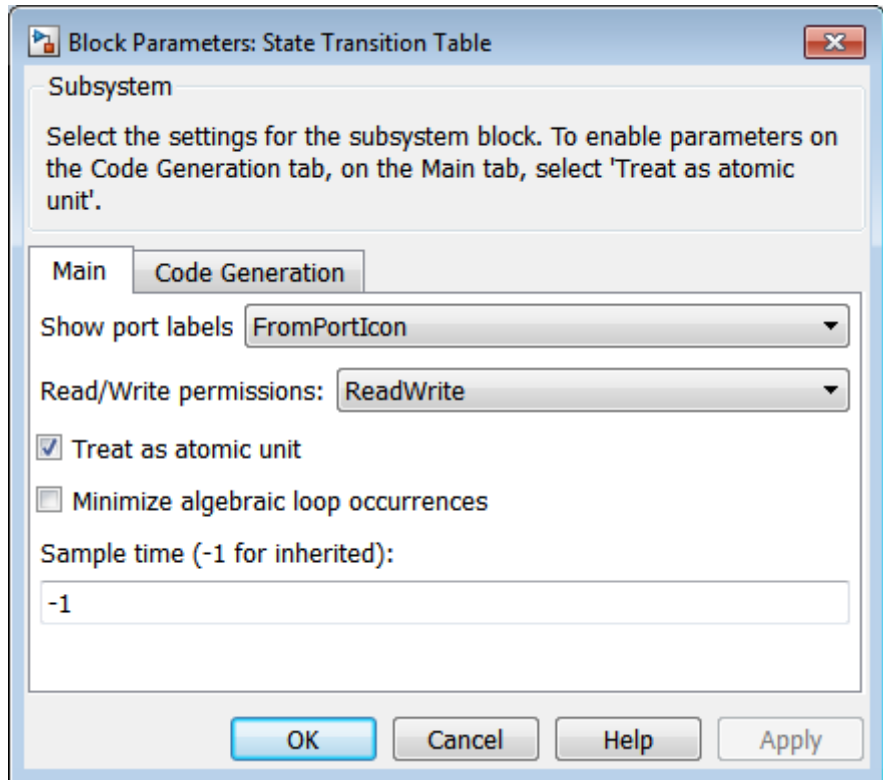 Block Parameters: State Transition Table
Subsystem
Select the settings for the subsystem block. To enable parameters on
the Code Generation tab, on the Main tab, select 'Treat as atomic
unit'.
Main Code Generation
Show port labels FromPortIcon
Read/Write permissions: ReadWrite
Treat as atomic unit
Minimize algebraic loop occurrences
Sample time (-1 for inherited):
-1
OK Cancel Help Apply